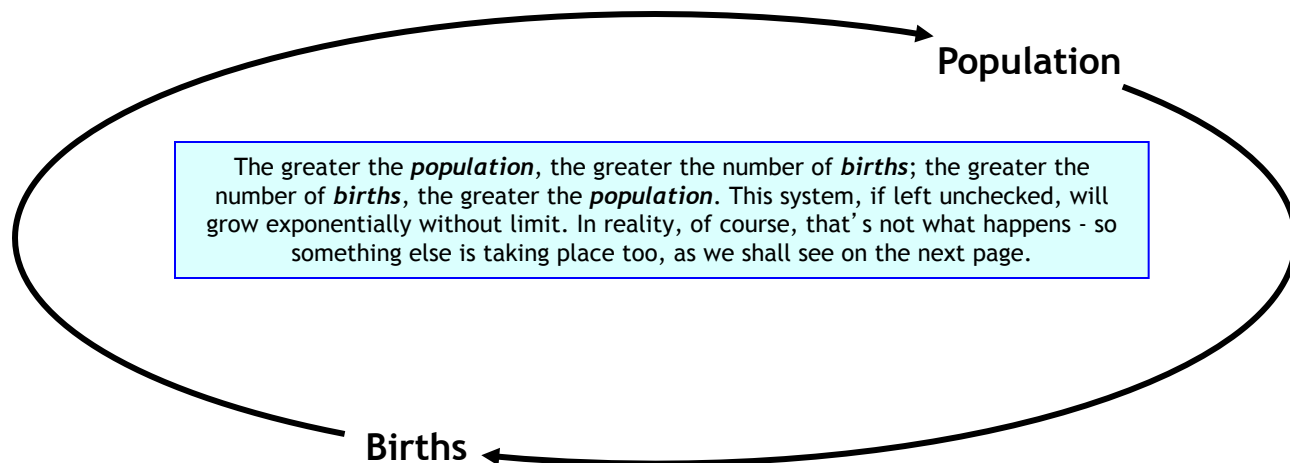 Population
The greater the population, the greater the number of births; the greater the
number of births, the greater the population. This system, if left unchecked, will
grow exponentially without limit. In reality, of course, that’s not what happens - so
something else is taking place too, as we shall see on the next page.
Births